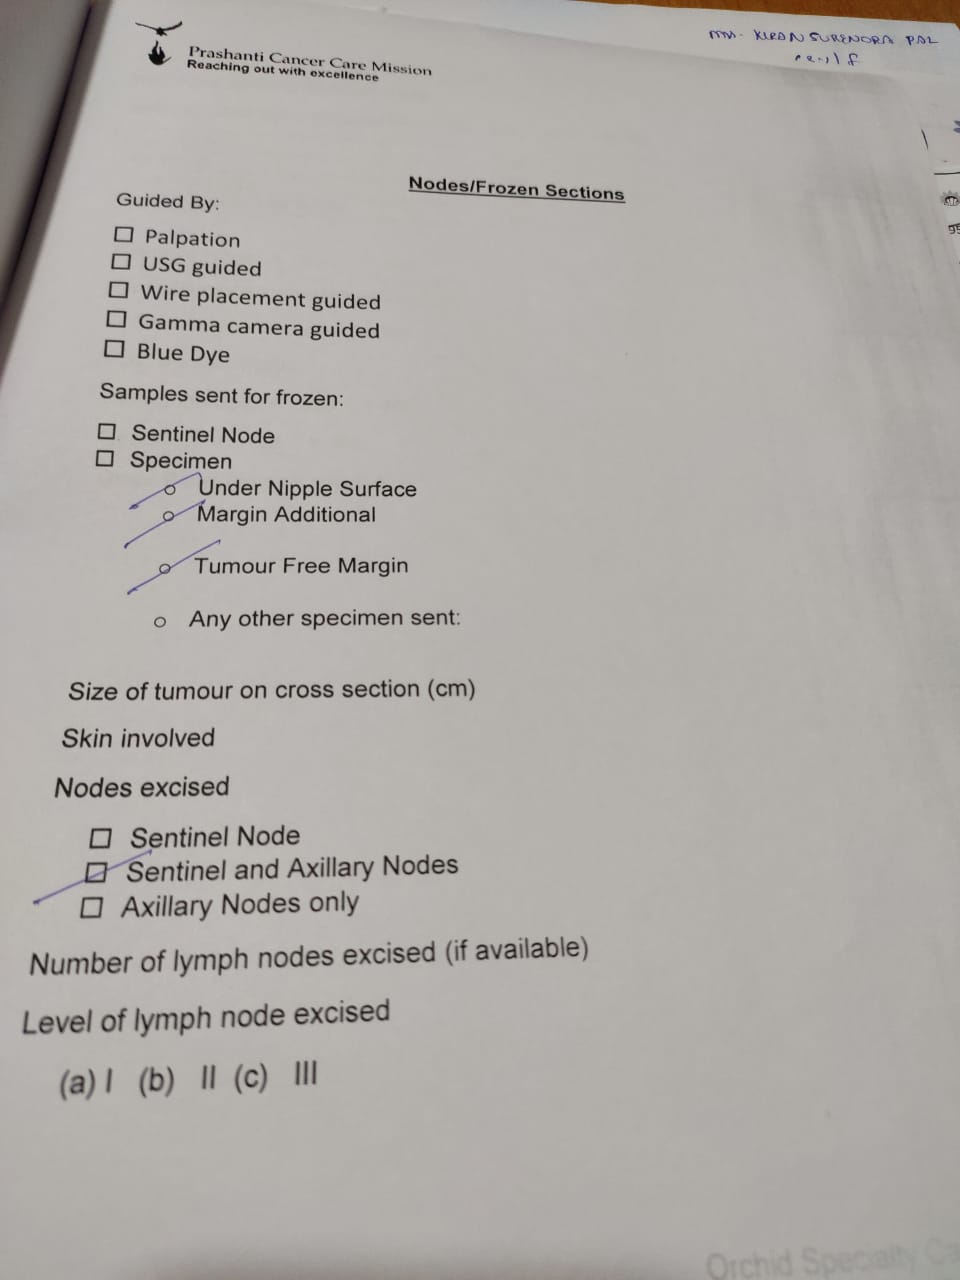 Prashanti Cancer Care Mission
Reaching out with excellence
Mrs. KIRAN SURENDRA PAL
Nodes/Frozen Sections
Guided By:
Palpation
USG guided
Wire placement guided
Gamma camera guided
Blue Dye
Samples sent for frozen:
Sentinel Node
Specimen
Under Nipple Surface
Margin Additional
Tumour Free Margin
Any other specimen sent:
Size of tumour on cross section (cm)
Skin involved
Nodes excised
Sentinel Node
Sentinel and Axillary Nodes
Axillary Nodes only
Number of lymph nodes excised (if available)
Level of lymph node excised
(a) I (b) II (c) III
Orchid Specialty